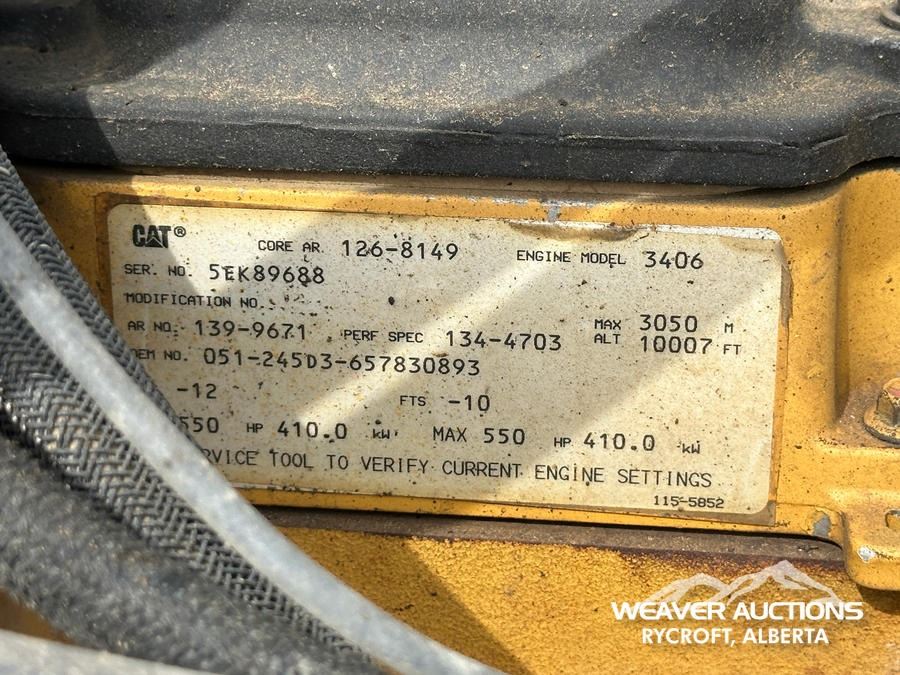 CAT® CORE AR 126-8149 ENGINE MODEL 3406
SER. NO. 5EK89688
MODIFICATION NO.
AR NO. 139-9671 PERF SPEC 134-4703 MAX ALT 3050 M 10007 FT
EM NO. 051-245D3-657830893
-12 FTS -10
550 HP 410.0 kW MAX 550 HP 410.0 kW
RVICE TOOL TO VERIFY CURRENT ENGINE SETTINGS
115-5852
WEAVER AUCTIONS
RYCROFT, ALBERTA